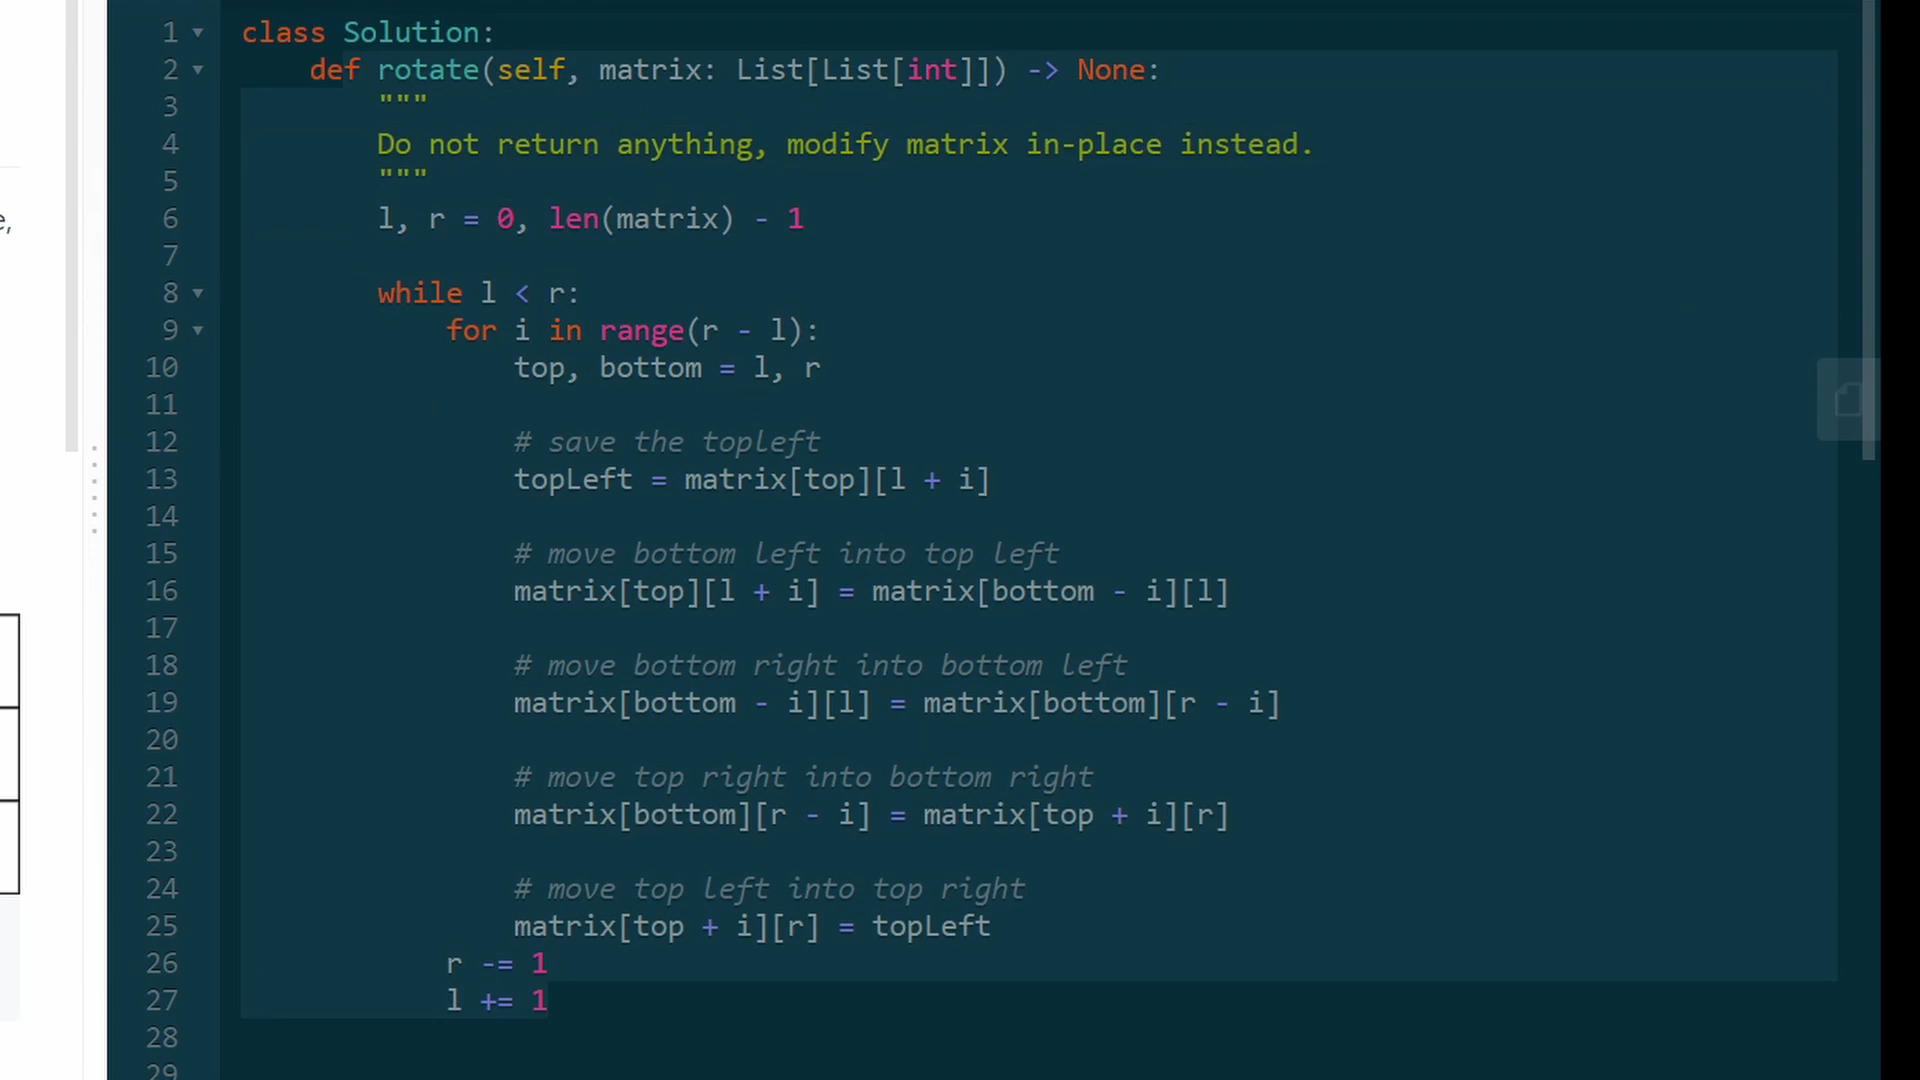 1 class Solution:
2 def rotate(self, matrix: List[List[int]]) -> None:
3 """
4 Do not return anything, modify matrix in-place instead.
5 """
6 l, r = 0, len(matrix) - 1
7
8 while l < r:
9 for i in range(r - l):
10 top, bottom = l, r
11
12 # save the topleft
13 topLeft = matrix[top][l + i]
14
15 # move bottom left into top left
16 matrix[top][l + i] = matrix[bottom - i][l]
17
18 # move bottom right into bottom left
19 matrix[bottom - i][l] = matrix[bottom][r - i]
20
21 # move top right into bottom right
22 matrix[bottom][r - i] = matrix[top + i][r]
23
24 # move top left into top right
25 matrix[top + i][r] = topLeft
26 r -= 1
27 l += 1
28
29
e,